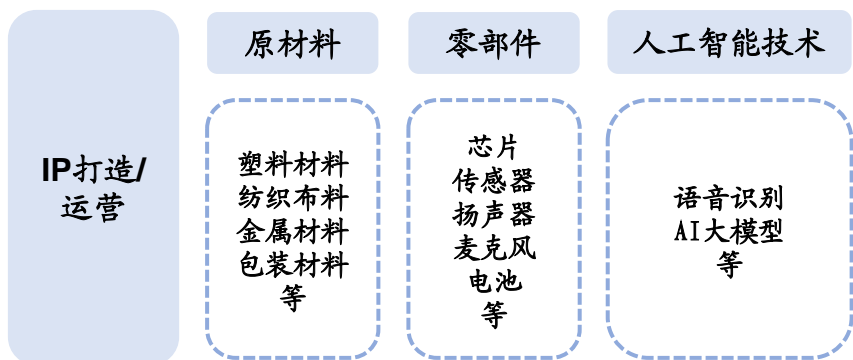 IP打造/
运营
原材料
塑料材料
纺织布料
金属材料
包装材料
等
零部件
芯片
传感器
扬声器
麦克风
电池
等
人工智能技术
语音识别
AI大模型
等